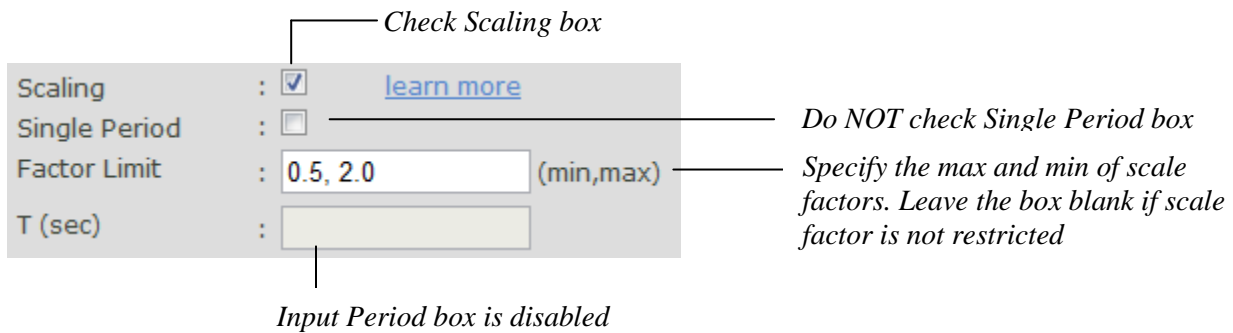 Check Scaling box
Scaling : learn more
Single Period :
Do NOT check Single Period box
Factor Limit : 0.5, 2.0 (min,max)
Specify the max and min of scale
factors. Leave the box blank if scale
factor is not restricted
T (sec) :
Input Period box is disabled